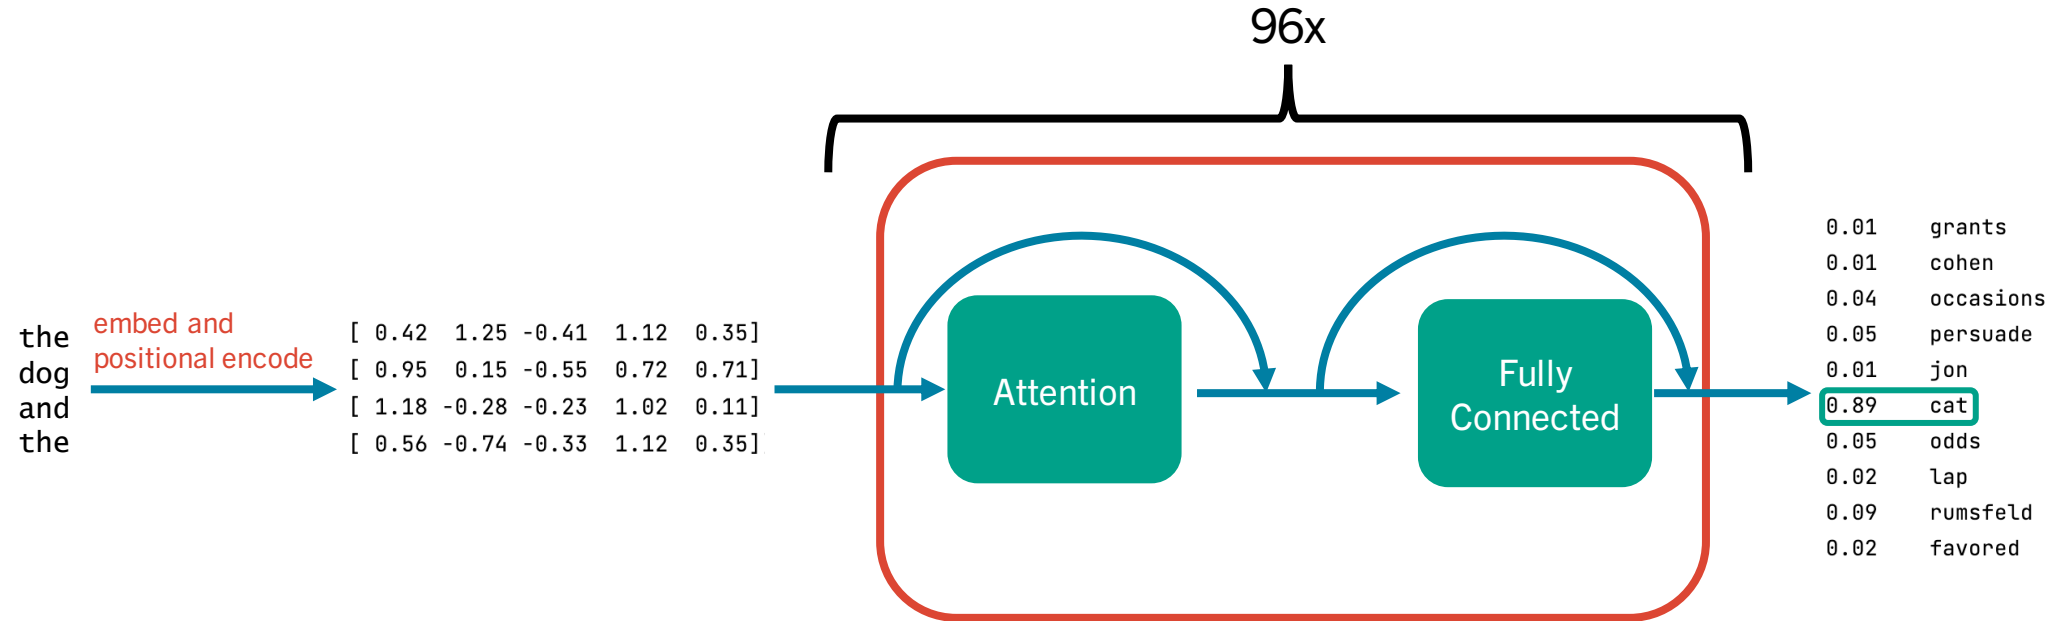 96x
the
dog
and
the
embed and
positional encode
[ 0.42 1.25 -0.41 1.12 0.35]
[ 0.95 0.15 -0.55 0.72 0.71]
[ 1.18 -0.28 -0.23 1.02 0.11]
[ 0.56 -0.74 -0.33 1.12 0.35]
Attention
Fully
Connected
0.01 grants
0.01 cohen
0.04 occasions
0.05 persuade
0.01 jon
0.89 cat
0.05 odds
0.02 lap
0.09 rumsfeld
0.02 favored